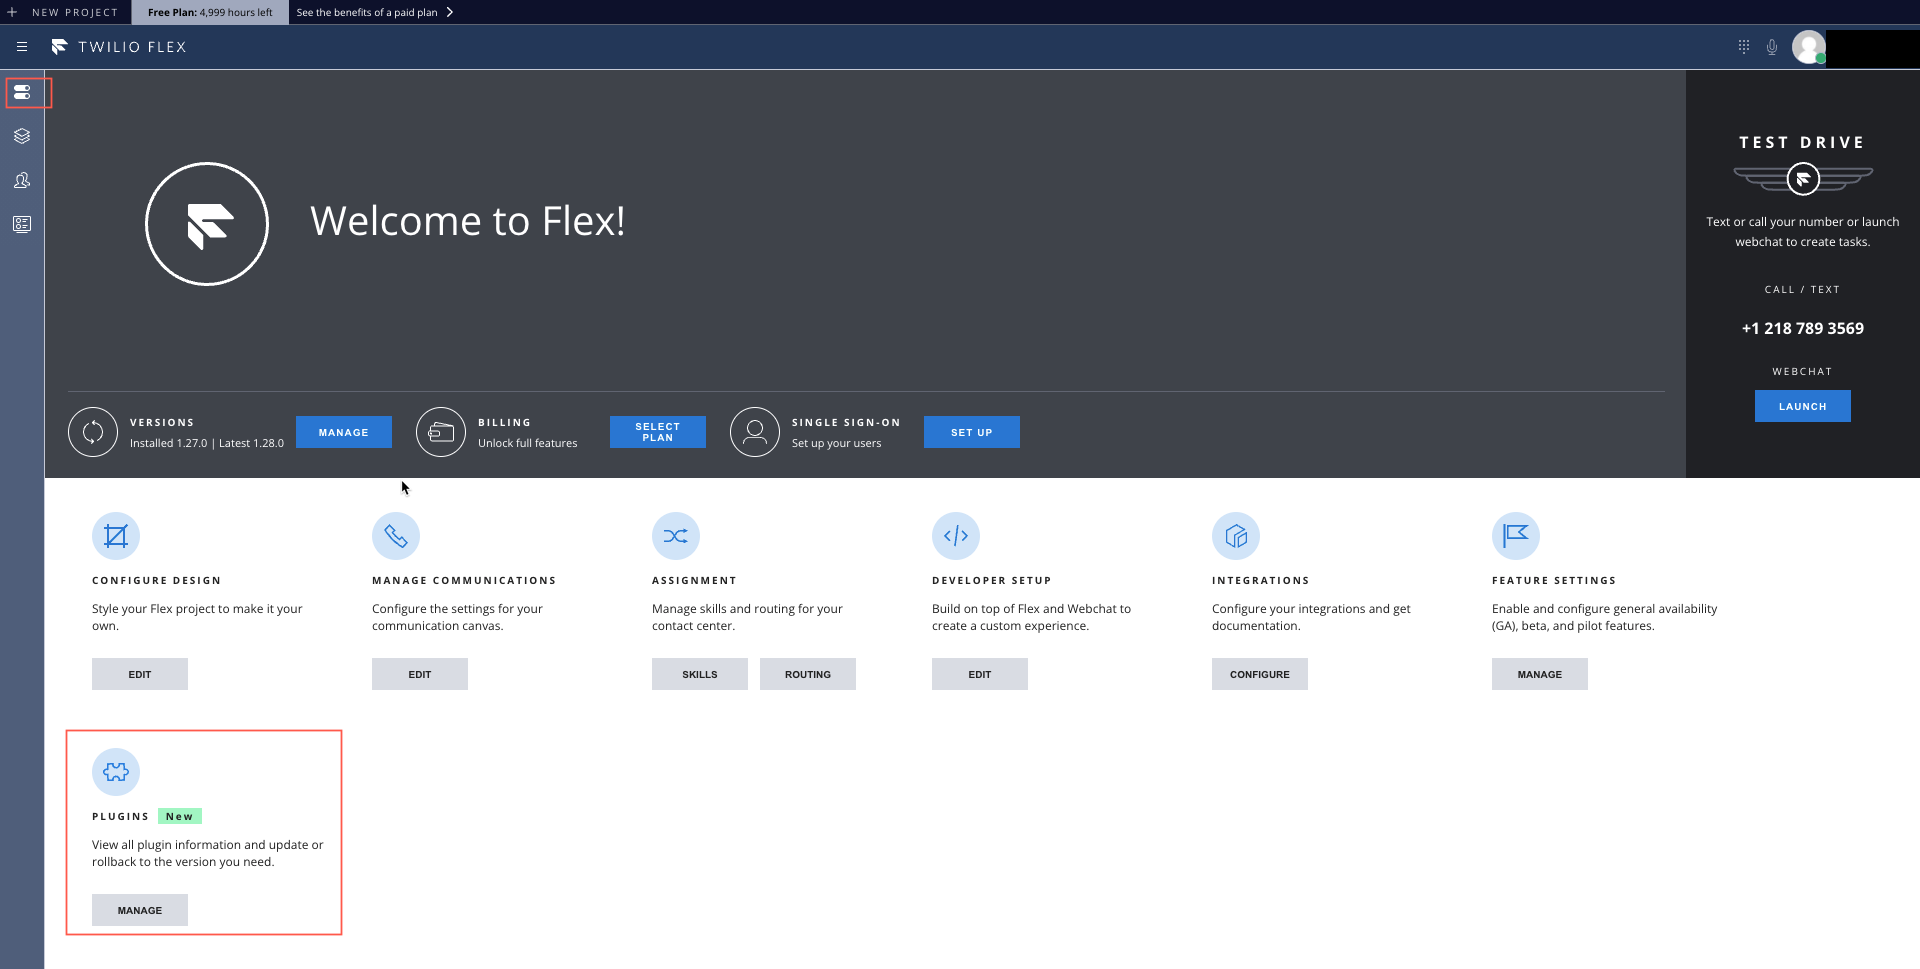 NEW PROJECT
Free Plan: 4,999 hours left
See the benefits of a paid plan
TWILIO FLEX
Welcome to Flex!
TEST DRIVE
Text or call your number or launch
webchat to create tasks.
CALL / TEXT
+1 218 789 3569
WEBCHAT
LAUNCH
VERSIONS
Installed 1.27.0 | Latest 1.28.0
MANAGE
BILLING
Unlock full features
SELECT
PLAN
SINGLE SIGN-ON
Set up your users
SET UP
CONFIGURE DESIGN
Style your Flex project to make it your
own.
EDIT
MANAGE COMMUNICATIONS
Configure the settings for your
communication canvas.
EDIT
ASSIGNMENT
Manage skills and routing for your
contact center.
SKILLS
ROUTING
DEVELOPER SETUP
Build on top of Flex and Webchat to
create a custom experience.
EDIT
INTEGRATIONS
Configure your integrations and get
documentation.
CONFIGURE
FEATURE SETTINGS
Enable and configure general availability
(GA), beta, and pilot features.
MANAGE
PLUGINS New
View all plugin information and update or
rollback to the version you need.
MANAGE